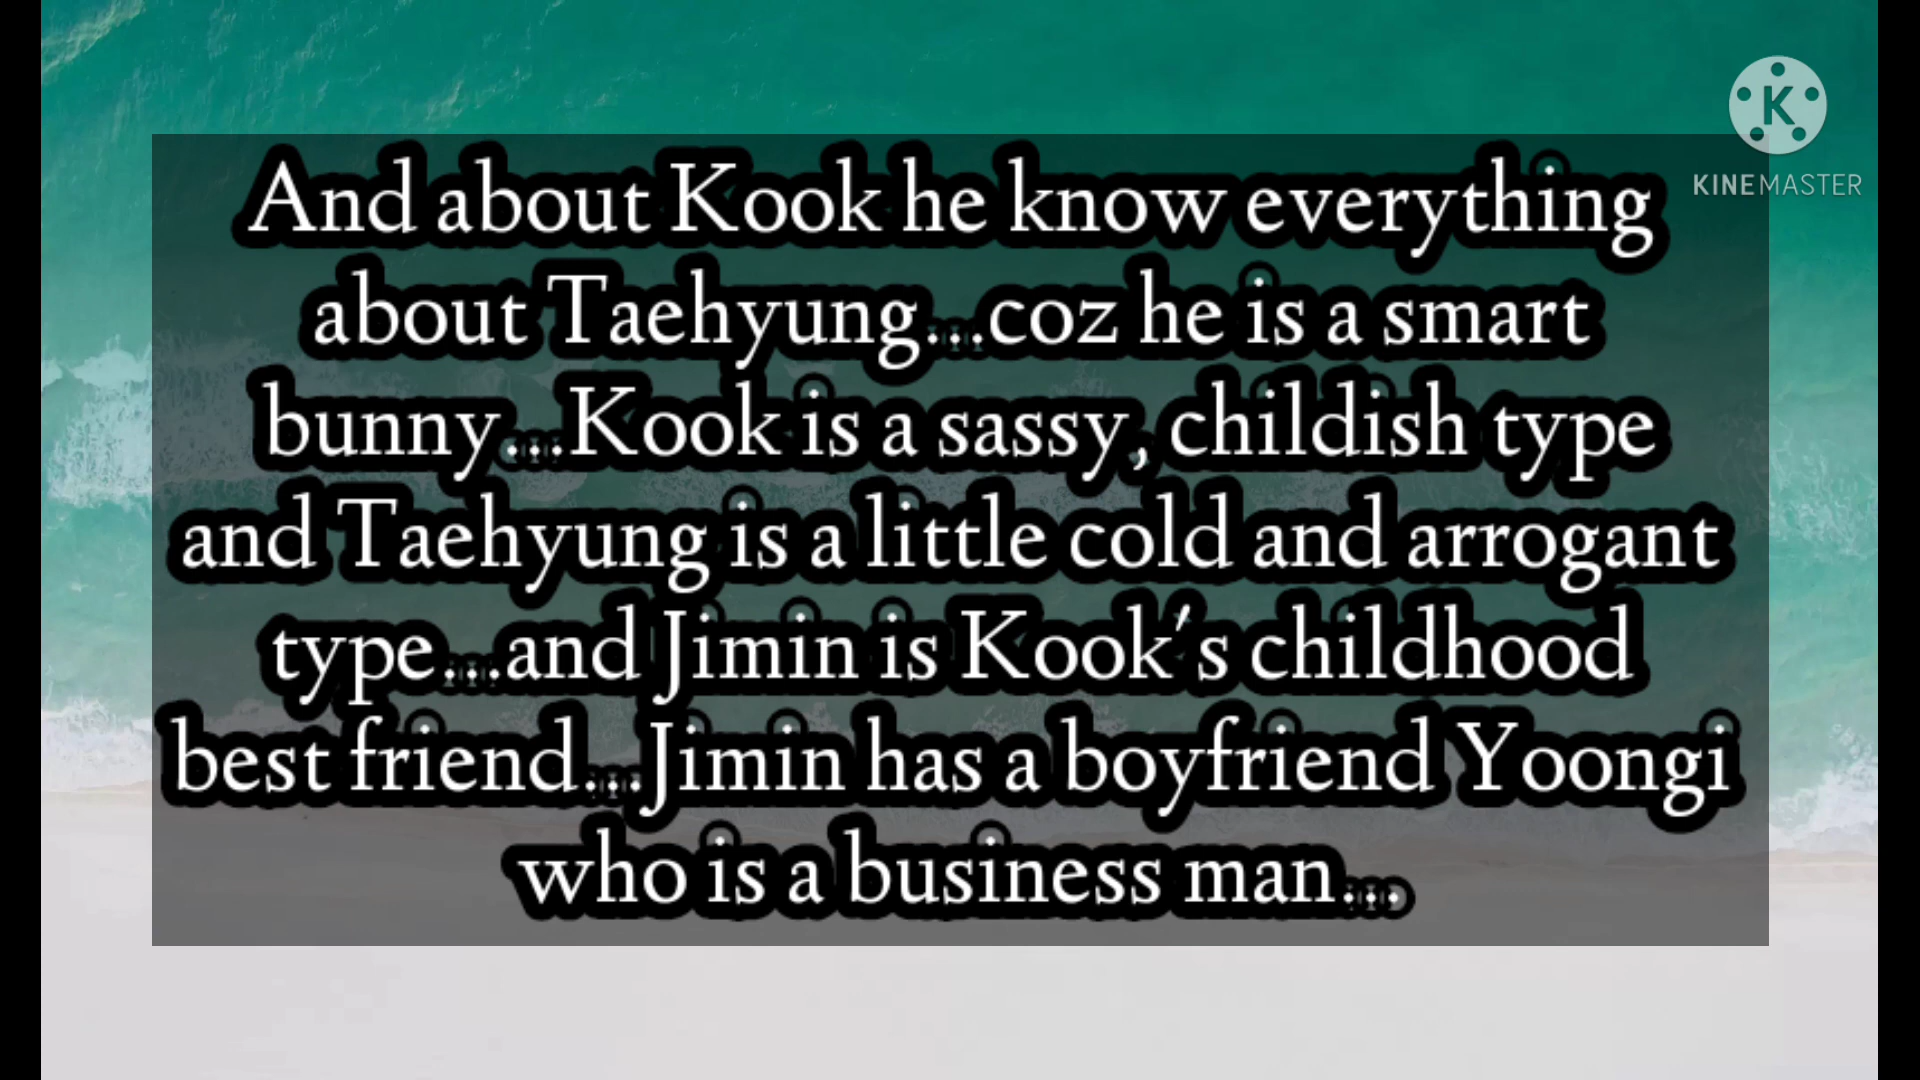 And about Kook he know everything
about Taehyung...coz he is a smart
bunny...Kook is a sassy, childish type
and Taehyung is a little cold and arrogant
type...and Jimin is Kook's childhood
best friend...Jimin has a boyfriend Yoongi
who is a business man...
K
KINEMASTER